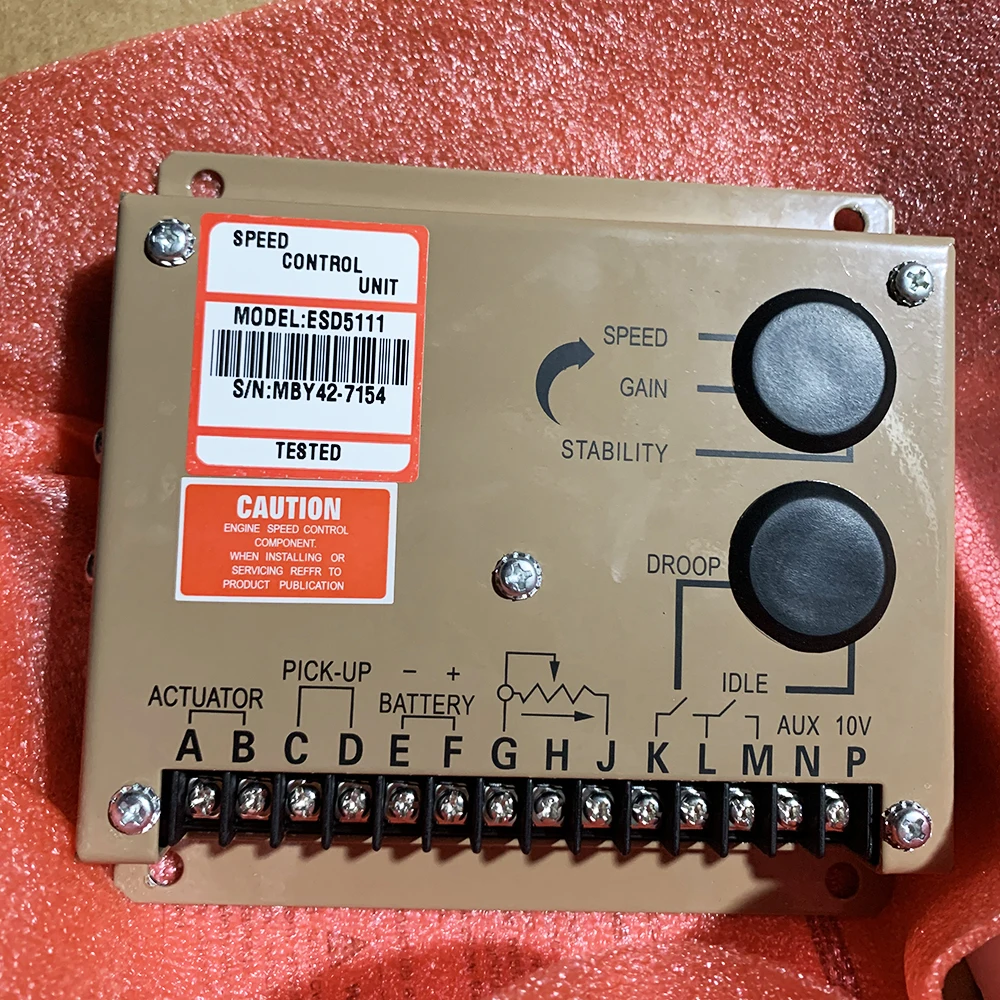 SPEED
CONTROL
UNIT
MODEL:ESD5111
S/N:MBY42-7154
TESTED
CAUTION
ENGINE SPEED CONTROL
COMPONENT.
WHEN INSTALLING OR
SERVICING REFFR TO
PRODUCT PUBLICATION
SPEED
GAIN
STABILITY
DROOP
IDLE
PICK-UP
− +
ACTUATOR
BATTERY
AUX 10V
A B C D E F G H J K L M N P